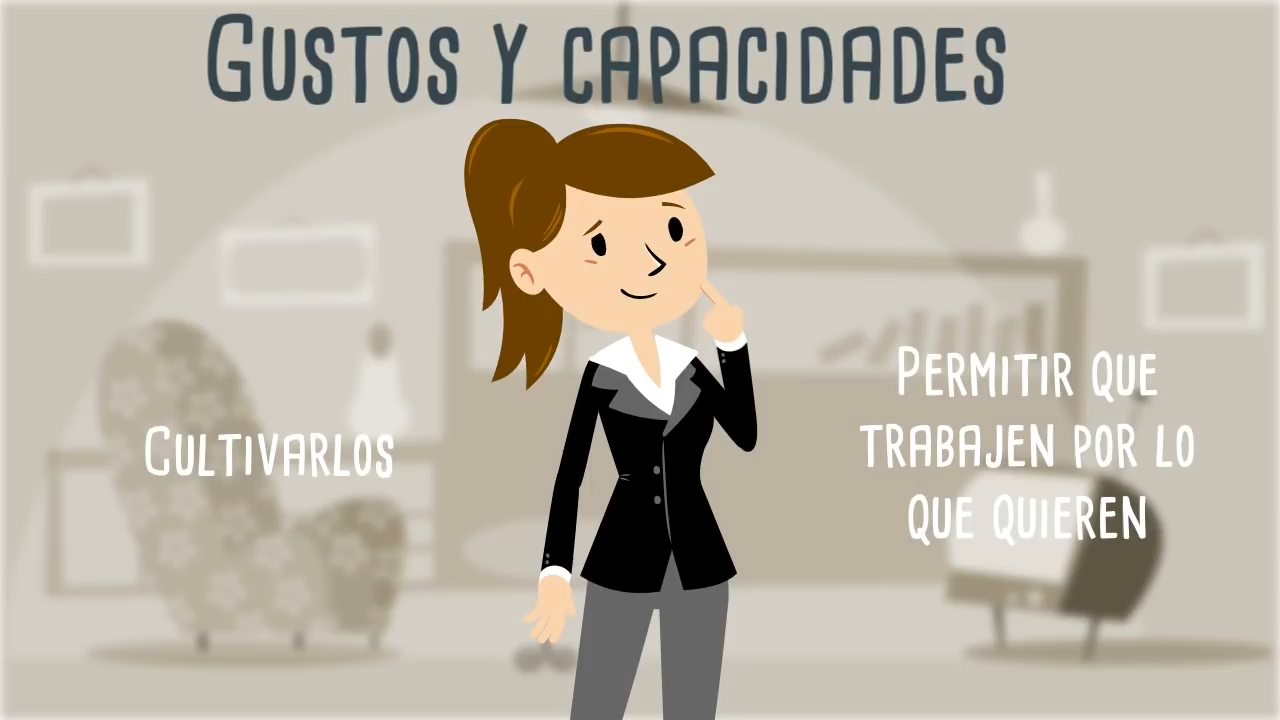 Gustos y capacidades
Cultivarlos
Permitir que
trabajen por lo
que quieren